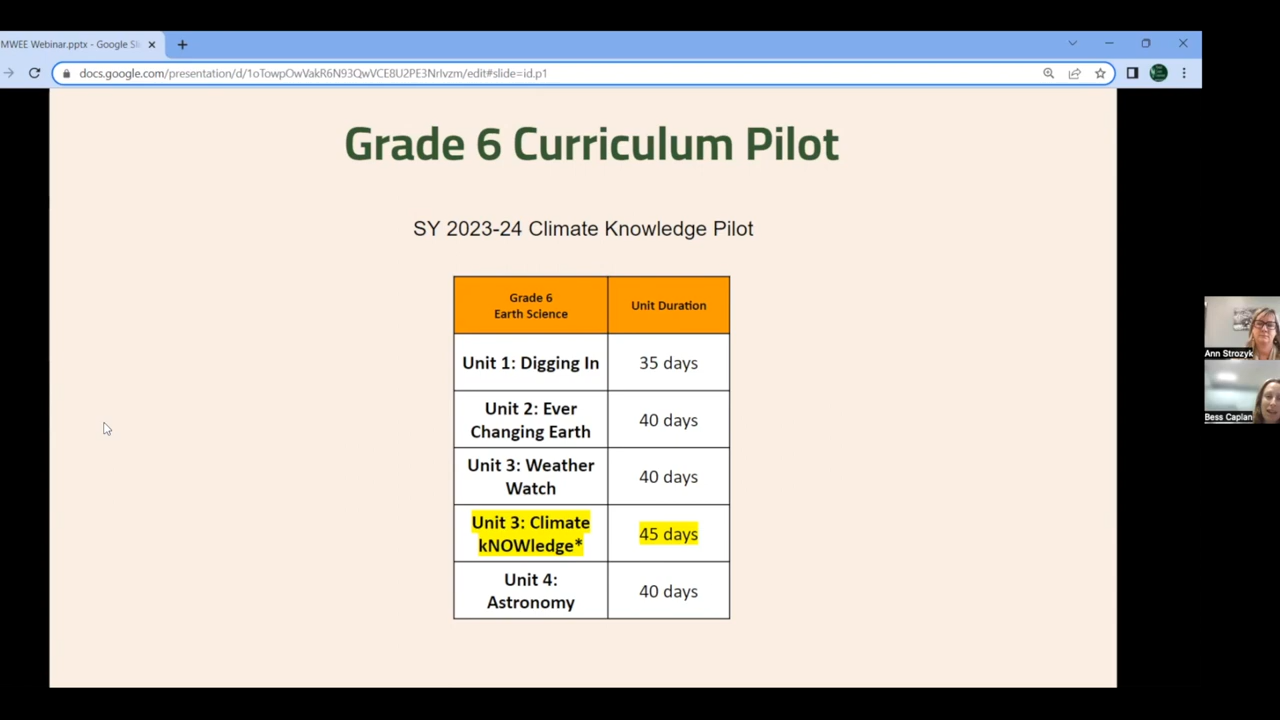 MWEE Webinar.pptx - Google Sli
docs.google.com/presentation/d/1oTowpOwVakR6N93QwVCE8U2PE3NrIvzm/edit#slide=id.p1
Grade 6 Curriculum Pilot
SY 2023-24 Climate Knowledge Pilot
Grade 6
Earth Science
Unit Duration
Unit 1: Digging In
35 days
Unit 2: Ever
Changing Earth
40 days
Unit 3: Weather
Watch
40 days
Unit 3: Climate
kNOWledge*
45 days
Unit 4:
Astronomy
40 days
Ann Strozyk
Bess Caplan